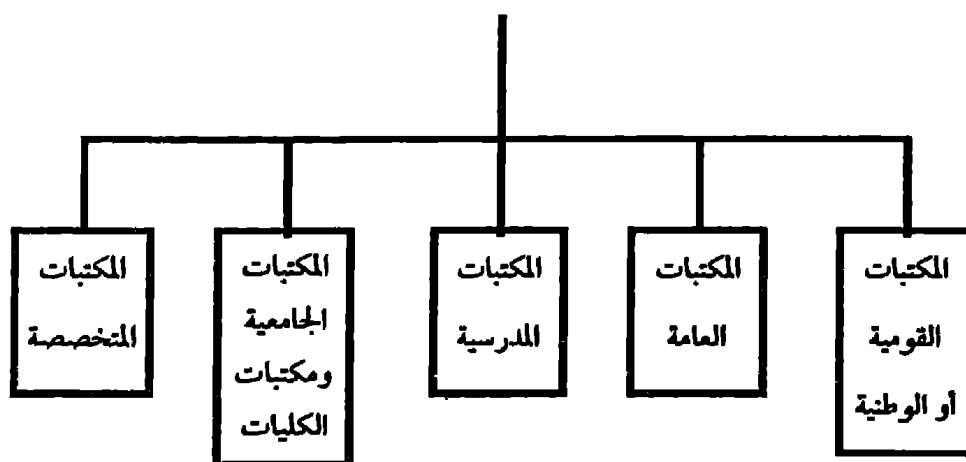 المكتبات
القومية
أو الوطنية
المكتبات
العامة
المكتبات
المدرسية
المكتبات
الجامعية
ومكتبات
الكليات
المكتبات
المتخصصة